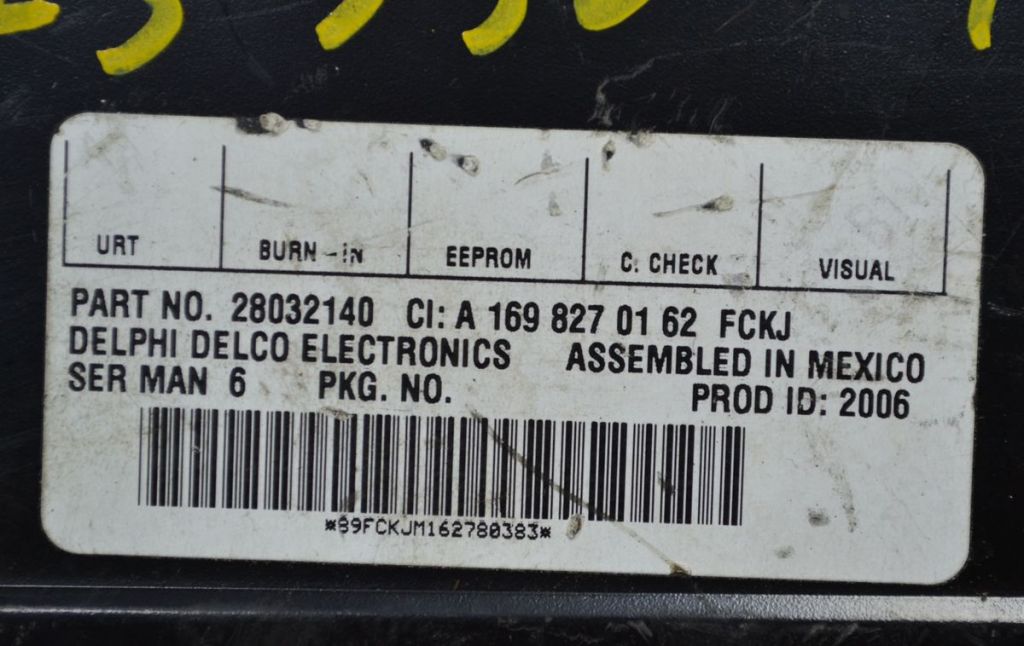 URT BURN-IN EEPROM C. CHECK VISUAL
PART NO. 28032140 CI: A 169 827 01 62 FCKJ
DELPHI DELCO ELECTRONICS ASSEMBLED IN MEXICO
SER MAN 6 PKG. NO. PROD ID: 2006
*89FCKJM162780383*